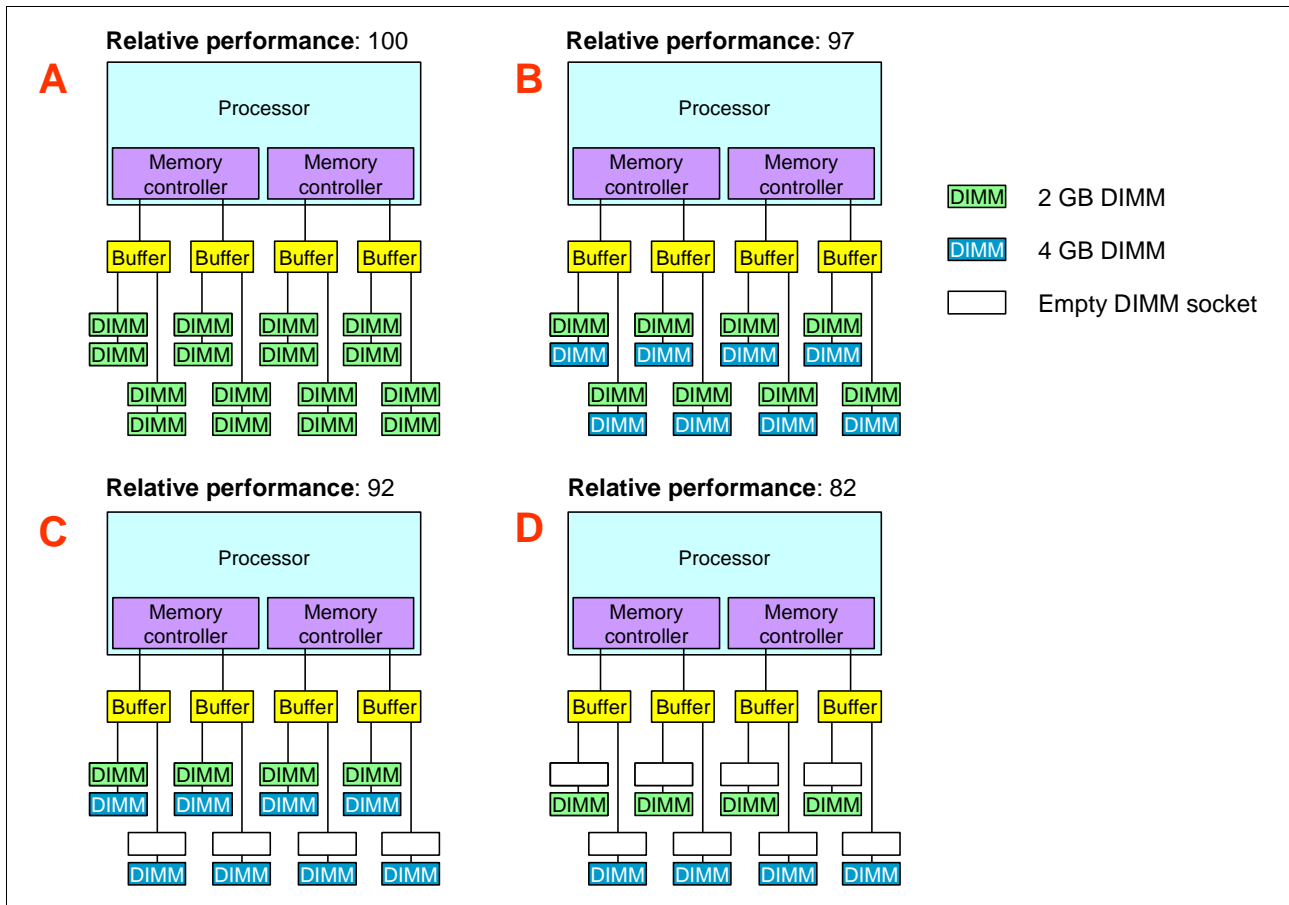 Relative performance: 100
A
Processor
Memory controller
Memory controller
Buffer Buffer Buffer Buffer
DIMM DIMM DIMM DIMM
DIMM DIMM DIMM DIMM
DIMM DIMM DIMM DIMM
DIMM DIMM DIMM DIMM
Relative performance: 97
B
Processor
Memory controller
Memory controller
Buffer Buffer Buffer Buffer
DIMM DIMM DIMM DIMM
DIMM DIMM DIMM DIMM
DIMM DIMM DIMM DIMM
DIMM DIMM DIMM DIMM
DIMM 2 GB DIMM
DIMM 4 GB DIMM
Empty DIMM socket
Relative performance: 92
C
Processor
Memory controller
Memory controller
Buffer Buffer Buffer Buffer
DIMM DIMM DIMM DIMM
DIMM DIMM DIMM DIMM
DIMM DIMM DIMM DIMM
Relative performance: 82
D
Processor
Memory controller
Memory controller
Buffer Buffer Buffer Buffer
DIMM DIMM DIMM DIMM
DIMM DIMM DIMM DIMM